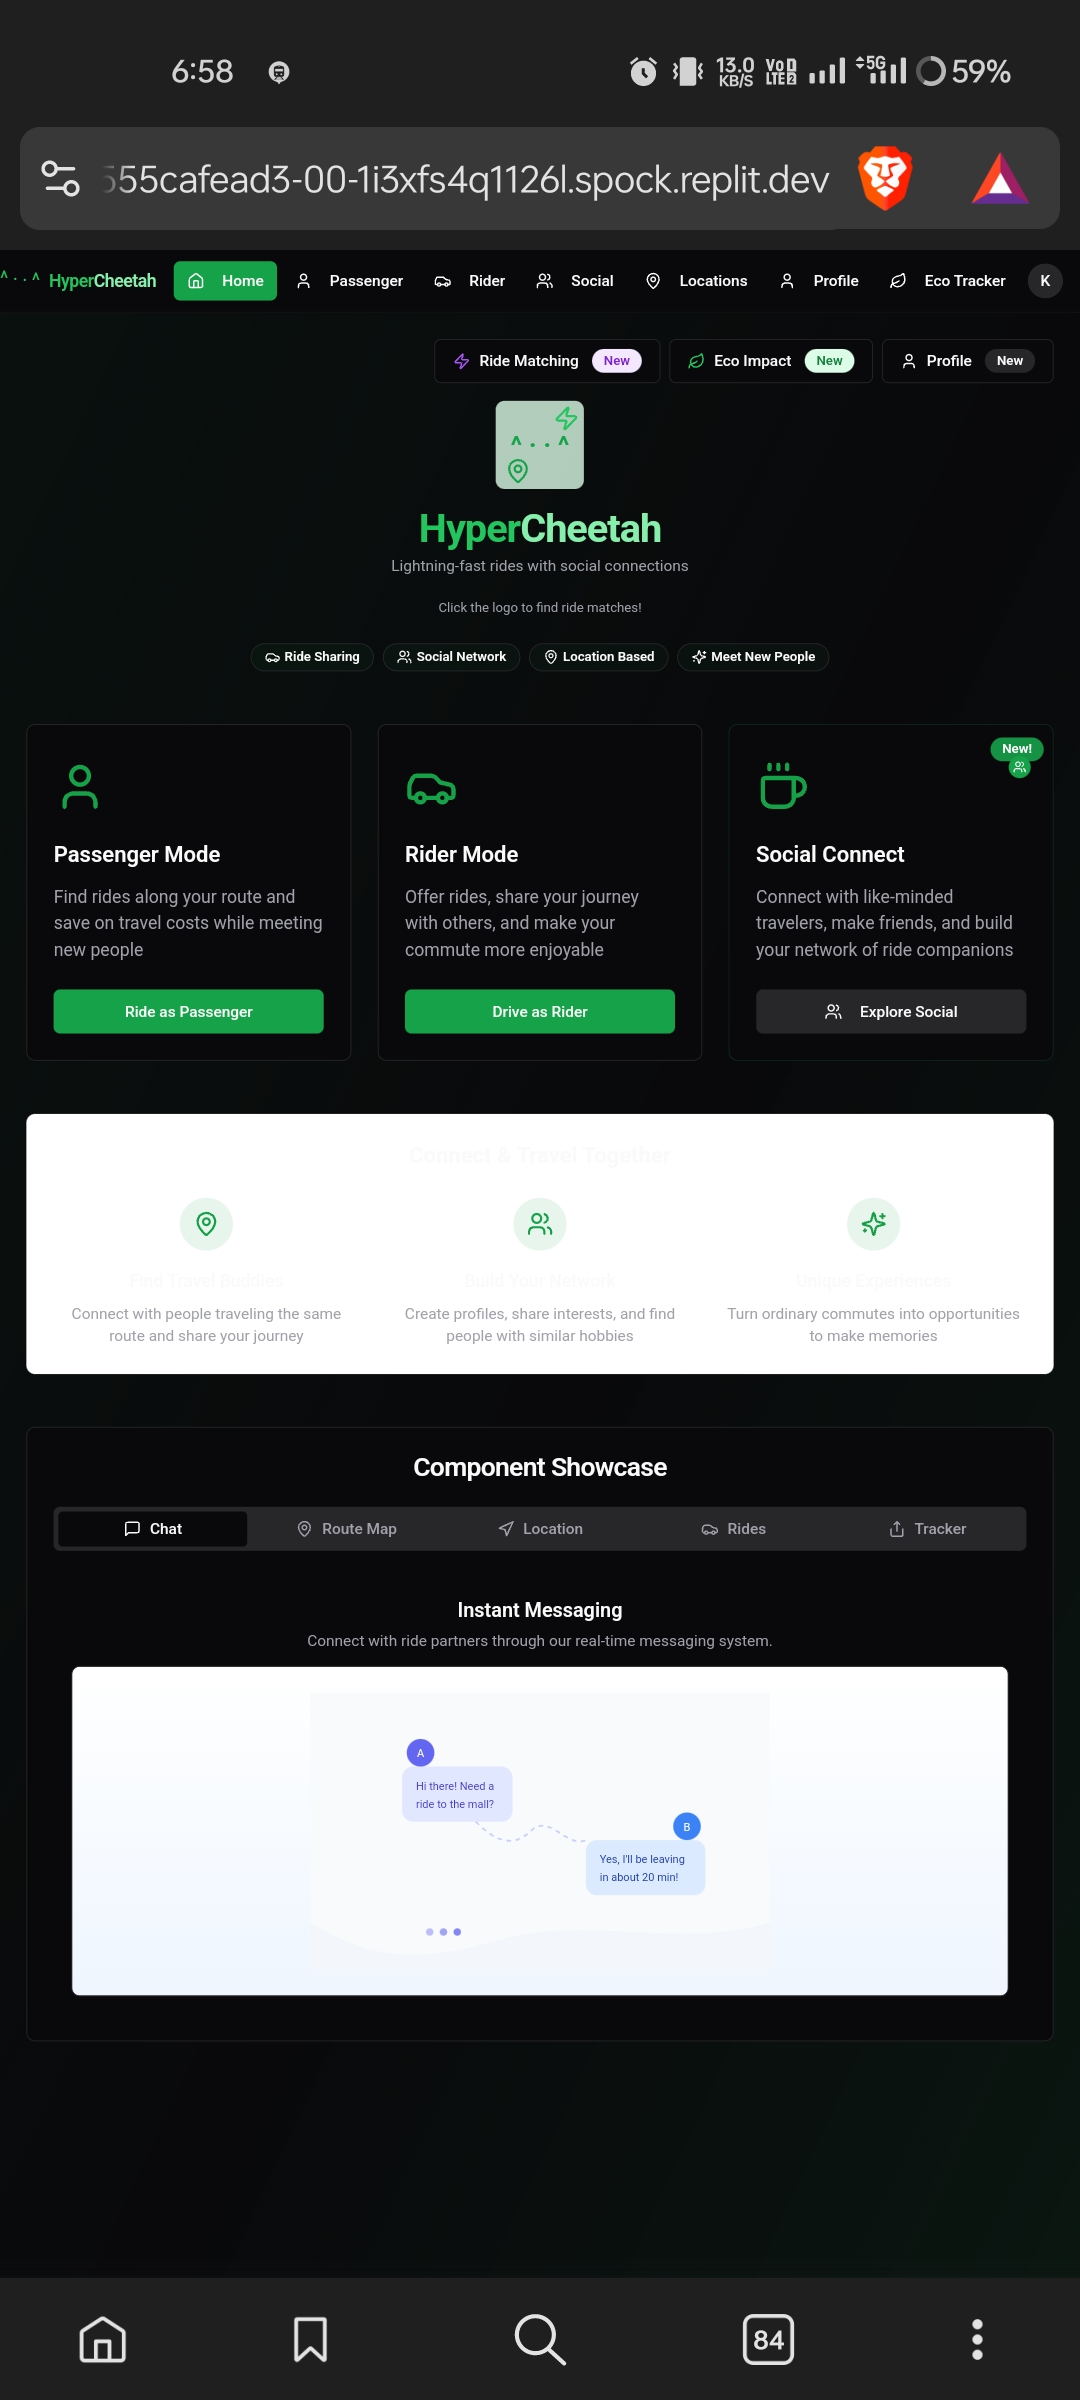 6:58
13.0
KB/S
Vo
LTE 2
5G
59%
55cafead3-00-1i3xfs4q1126l.spock.replit.dev
^ . . ^ HyperCheetah
Home
Passenger
Rider
Social
Locations
Profile
Eco Tracker
K
Ride Matching New
Eco Impact New
Profile New
^ . . ^
HyperCheetah
Lightning-fast rides with social connections
Click the logo to find ride matches!
Ride Sharing
Social Network
Location Based
Meet New People
Passenger Mode
Find rides along your route and
save on travel costs while meeting
new people
Ride as Passenger
Rider Mode
Offer rides, share your journey
with others, and make your
commute more enjoyable
Drive as Rider
New!
Social Connect
Connect with like-minded
travelers, make friends, and build
your network of ride companions
Explore Social
Connect & Travel Together
Find Travel Buddies
Connect with people traveling the same
route and share your journey
Build Your Network
Create profiles, share interests, and find
people with similar hobbies
Unique Experiences
Turn ordinary commutes into opportunities
to make memories
Component Showcase
Chat
Route Map
Location
Rides
Tracker
Instant Messaging
Connect with ride partners through our real-time messaging system.
A
Hi there! Need a
ride to the mall?
B
Yes, I'll be leaving
in about 20 min!
84